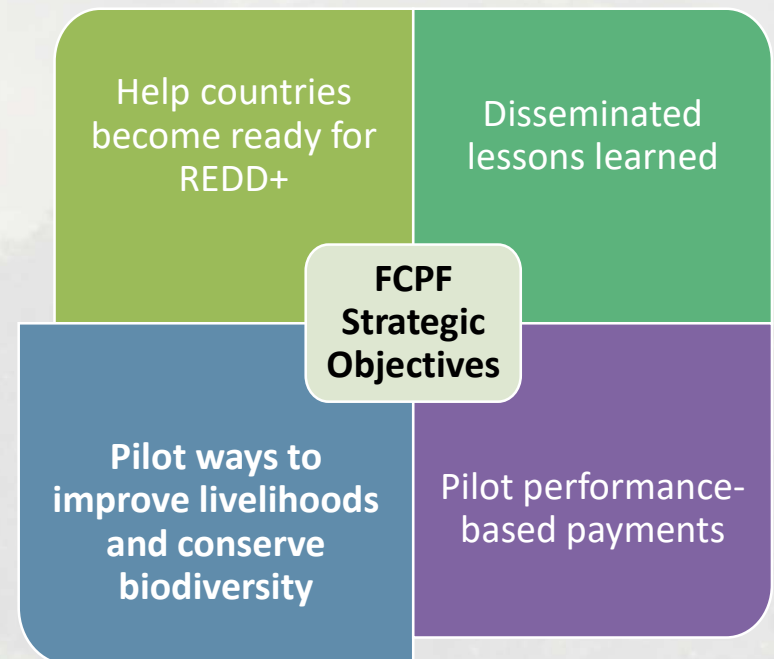 Help countries
become ready for
REDD+
Disseminated
lessons learned
FCPF
Strategic
Objectives
Pilot ways to
improve livelihoods
and conserve
biodiversity
Pilot performance-
based payments